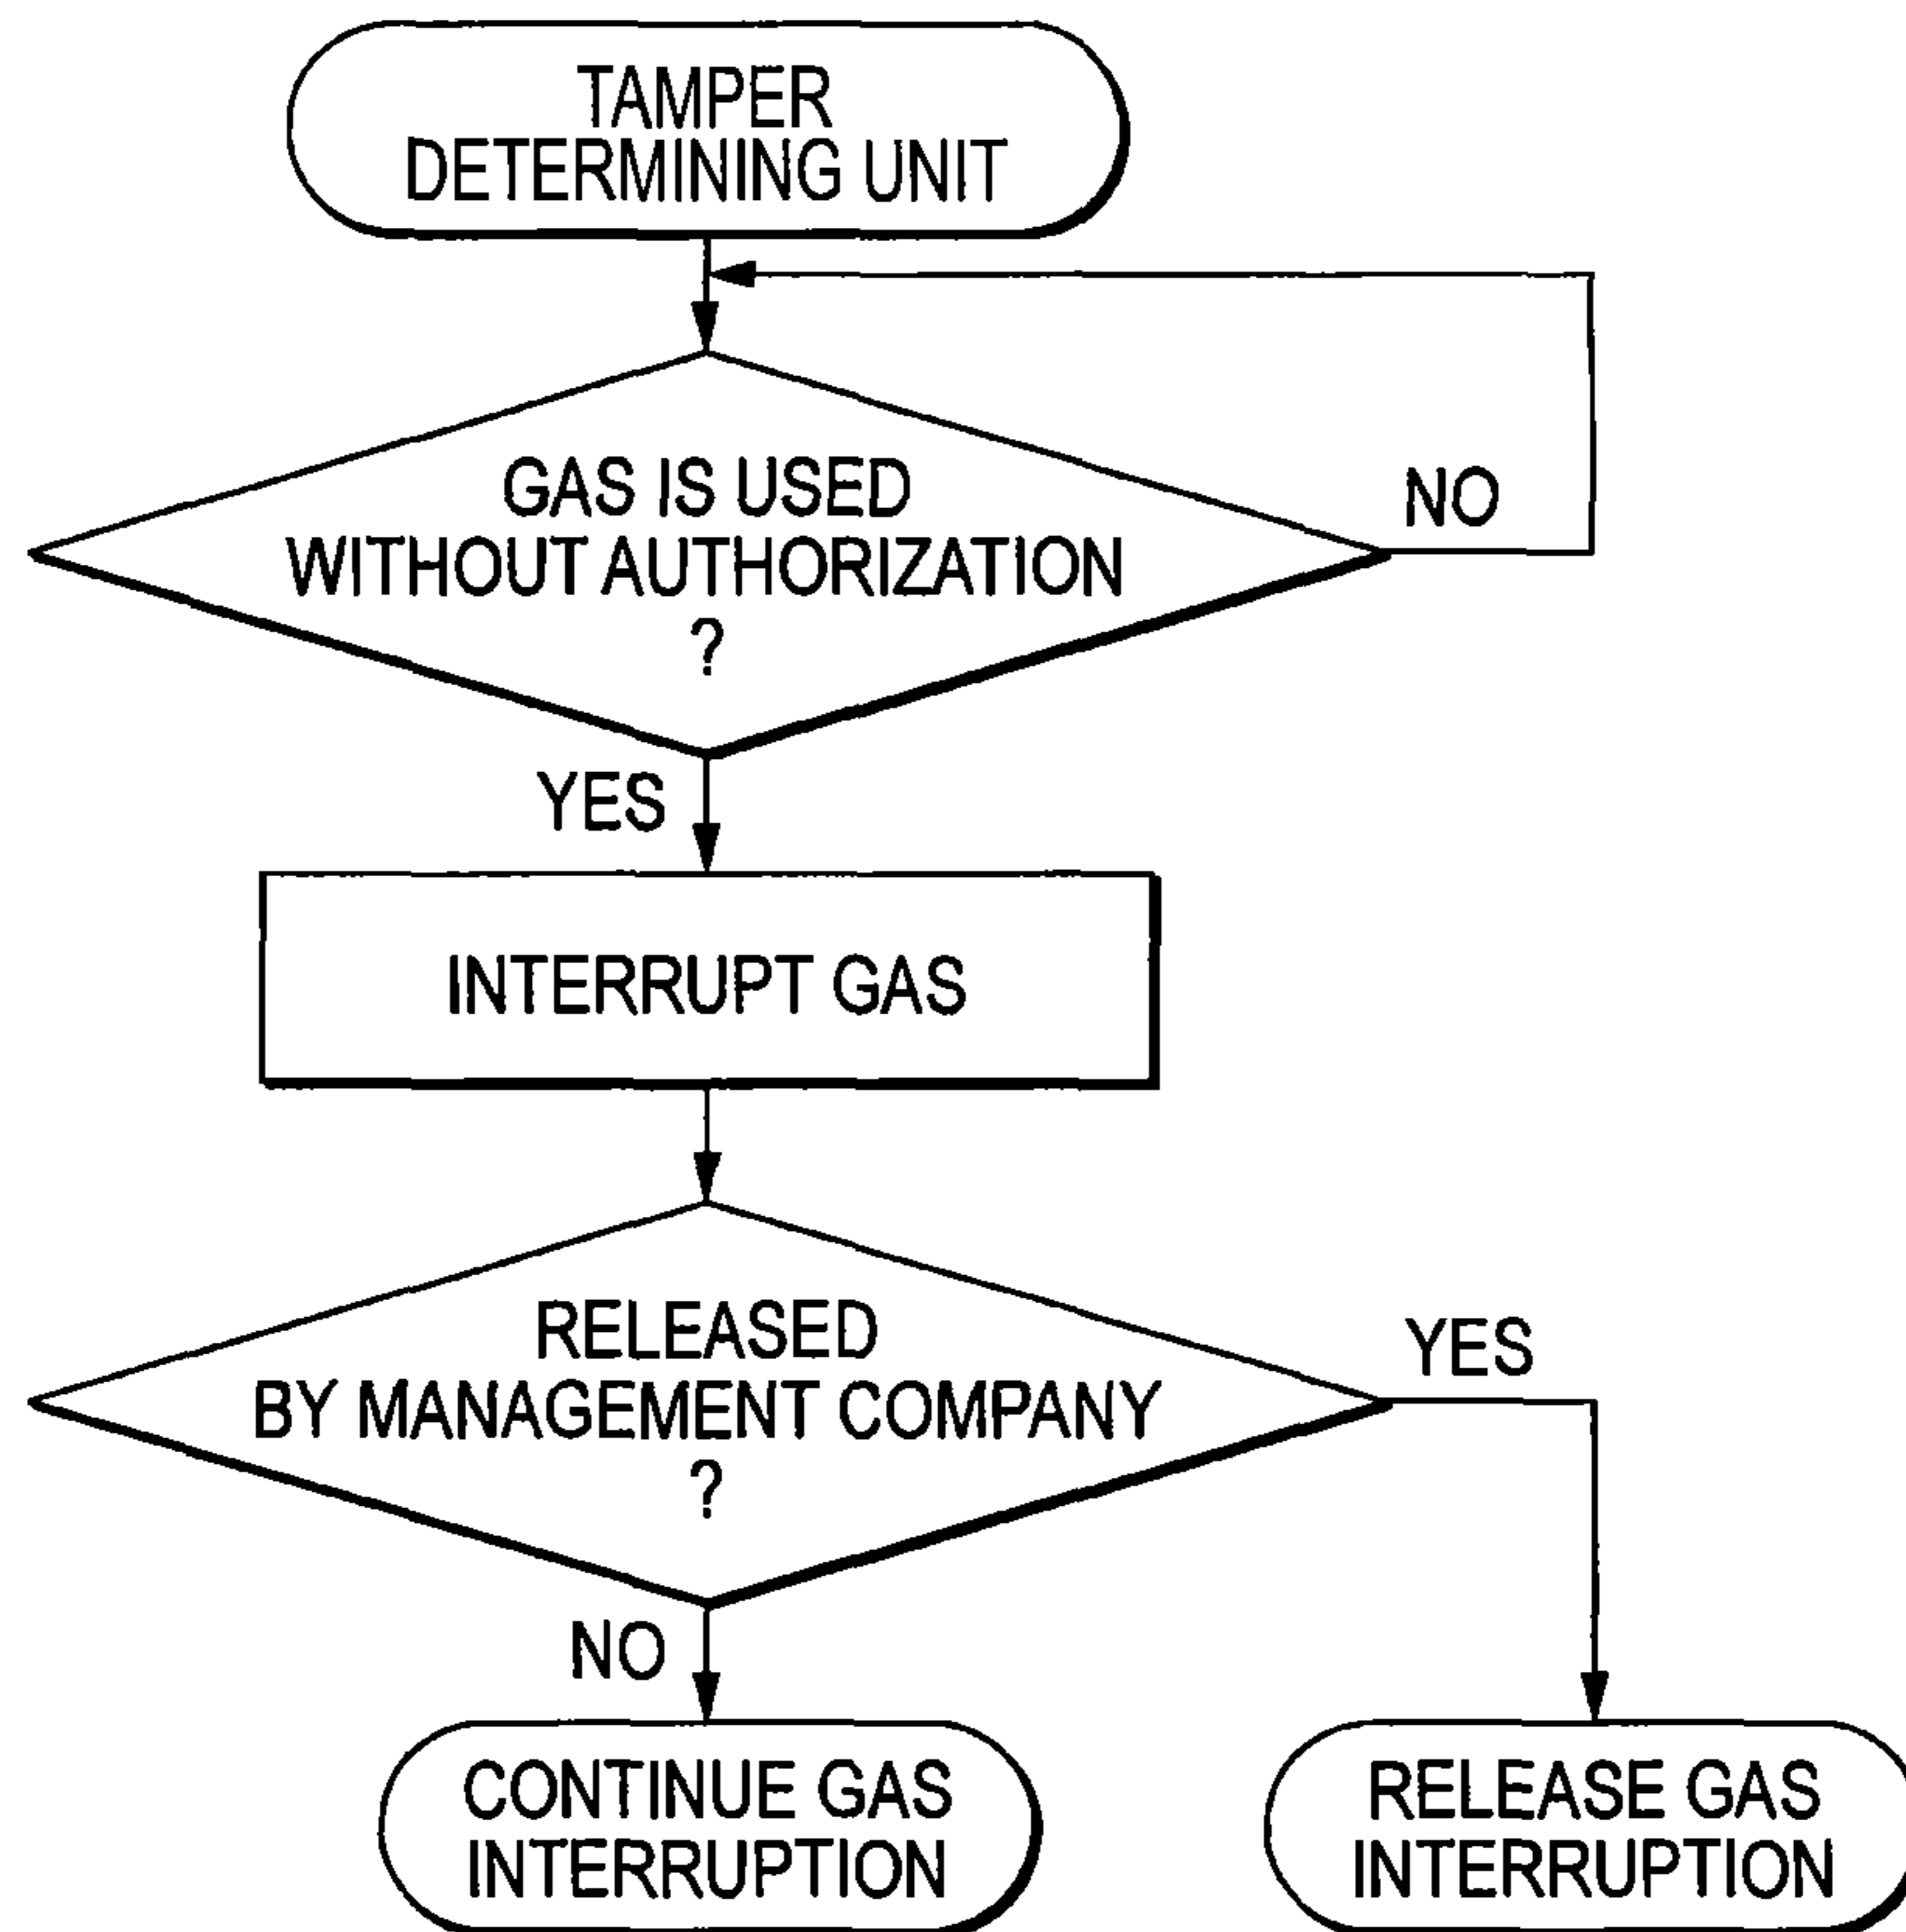 TAMPER
DETERMINING UNIT
GAS IS USED
WITHOUT AUTHORIZATION
?
NO
YES
INTERRUPT GAS
RELEASED
BY MANAGEMENT COMPANY
?
YES
NO
CONTINUE GAS
INTERRUPTION
RELEASE GAS
INTERRUPTION